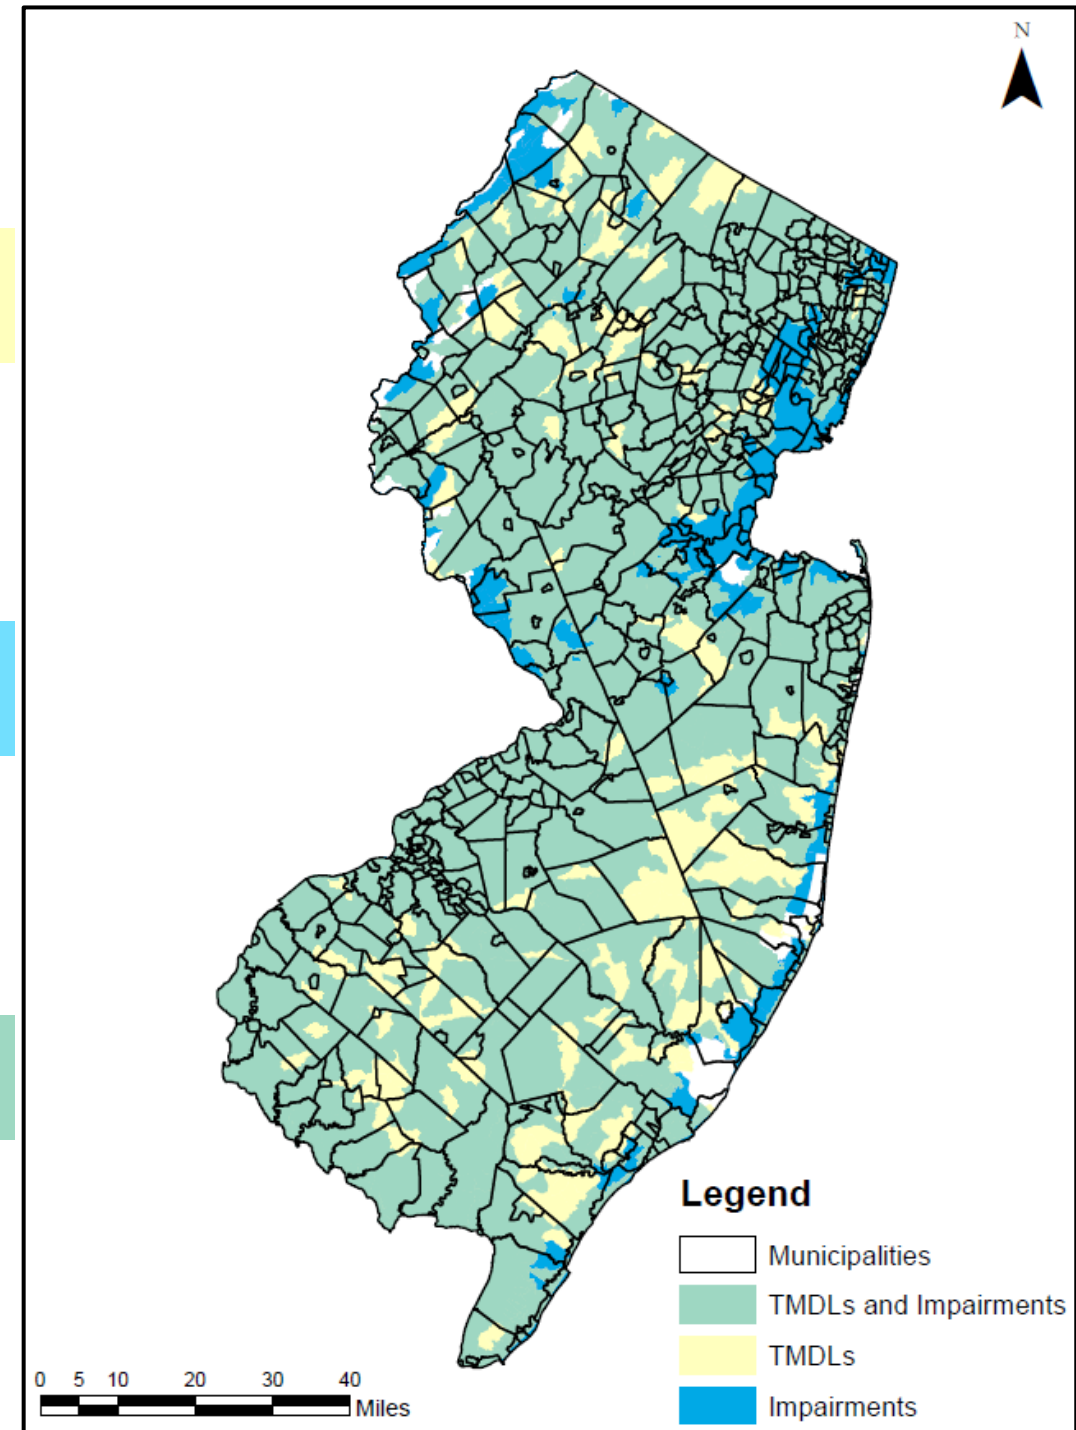 N
Legend
Municipalities
TMDLs and Impairments
TMDLs
Impairments
0 5 10 20 30 40
Miles